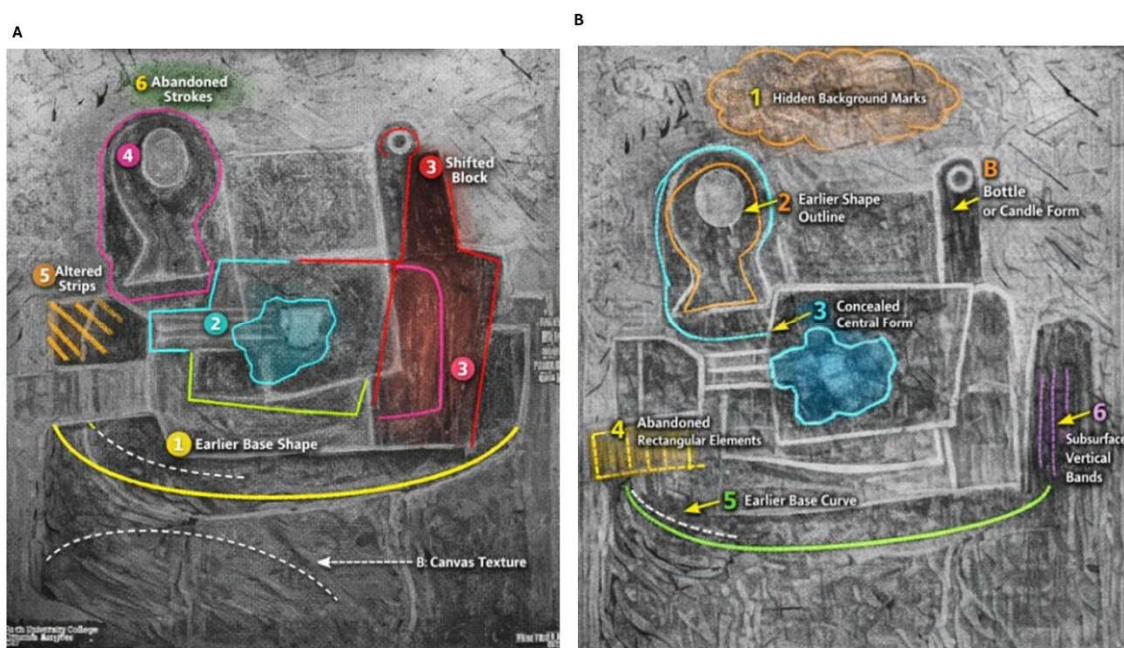 A
6 Abandoned
Strokes
4
3 Shifted
Block
5 Altered
Strips
2
3
1 Earlier Base Shape
B: Canvas Texture
University College
B
1 Hidden Background Marks
B
Bottle
or Candle Form
2 Earlier Shape
Outline
3 Concealed
Central Form
4 Abandoned
Rectangular Elements
6
Subsurface
Vertical
Bands
5 Earlier Base Curve